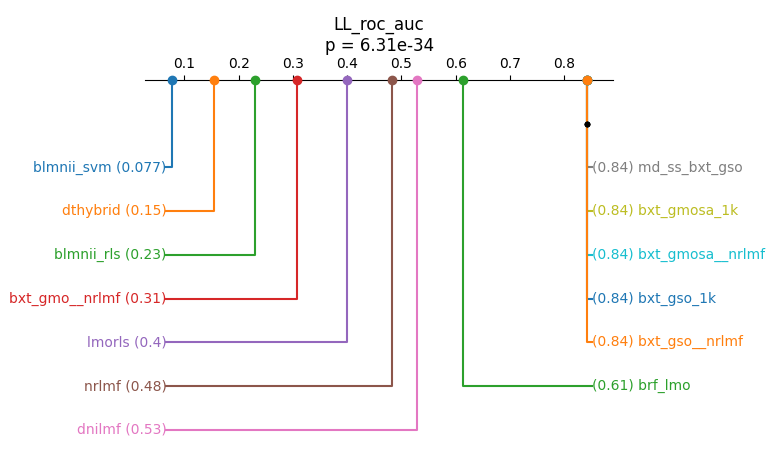 LL_roc_auc
p = 6.31e-34
0.1 0.2 0.3 0.4 0.5 0.6 0.7 0.8
blmnii_svm (0.077)
(0.84) md_ss_bxt_gso
dthybrid (0.15)
(0.84) bxt_gmosa_1k
blmnii_rls (0.23)
(0.84) bxt_gmosa__nrlmf
bxt_gmo__nrlmf (0.31)
(0.84) bxt_gso_1k
lmorls (0.4)
(0.84) bxt_gso__nrlmf
nrlmf (0.48)
(0.61) brf_lmo
dnilmf (0.53)